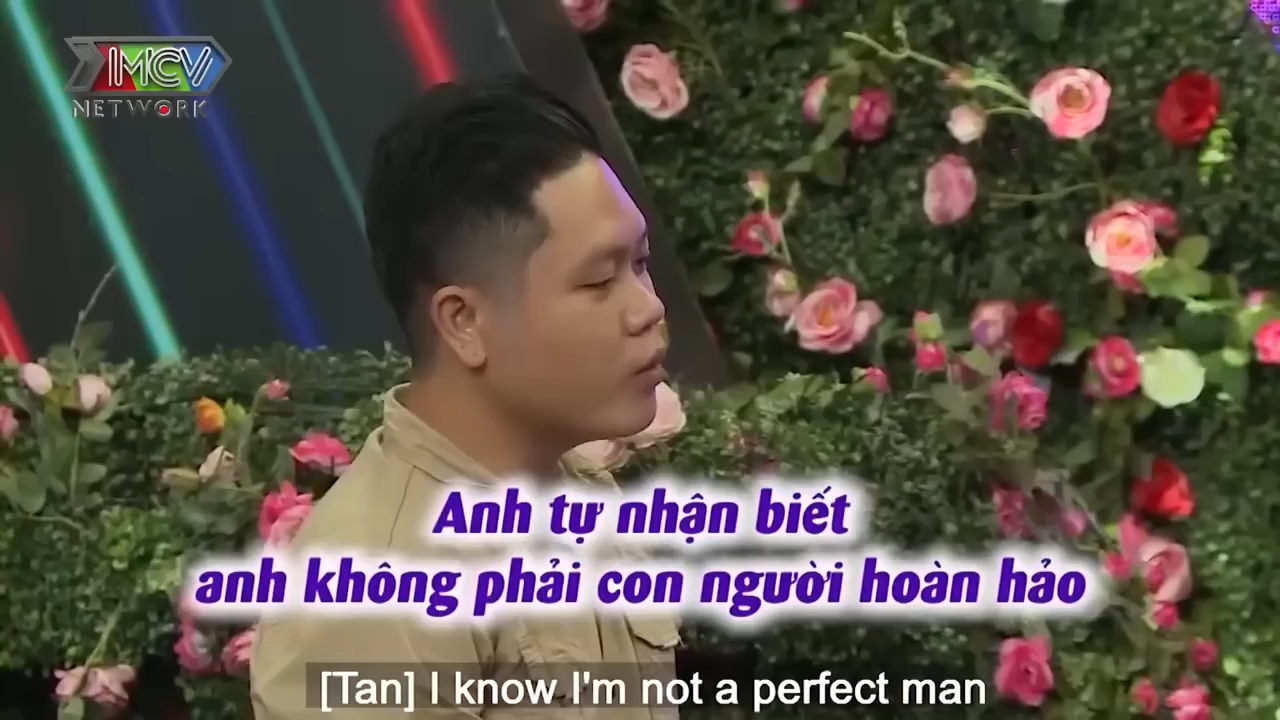 MCV
NETWORK
Anh tự nhận biết
anh không phải con người hoàn hảo
[Tan] I know I'm not a perfect man